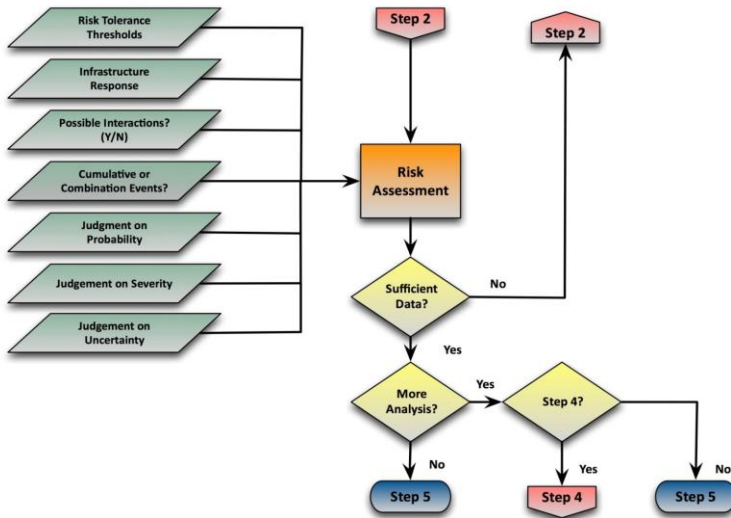 Risk Tolerance
Thresholds
Infrastructure
Response
Possible Interactions?
(Y/N)
Cumulative or
Combination Events?
Judgment on
Probability
Judgement on Severity
Judgement on
Uncertainty
Step 2
Step 2
Risk
Assessment
Sufficient
Data?
No
Yes
More
Analysis?
Yes
Step 4?
No
Yes
No
Step 5
Step 4
Step 5